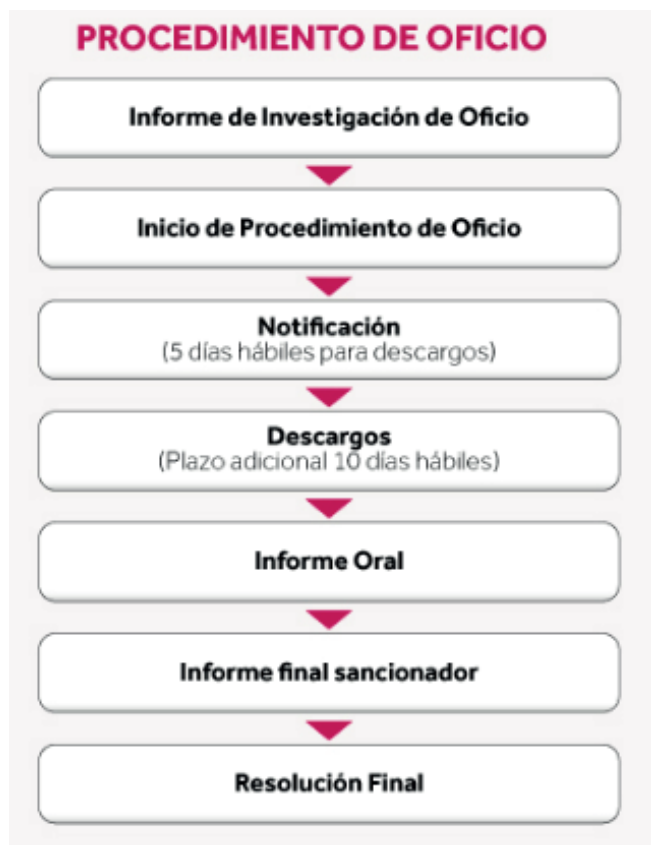 PROCEDIMIENTO DE OFICIO
Informe de Investigación de Oficio
Inicio de Procedimiento de Oficio
Notificación
(5 días hábiles para descargos)
Descargos
(Plazo adicional 10 días hábiles)
Informe Oral
Informe final sancionador
Resolución Final